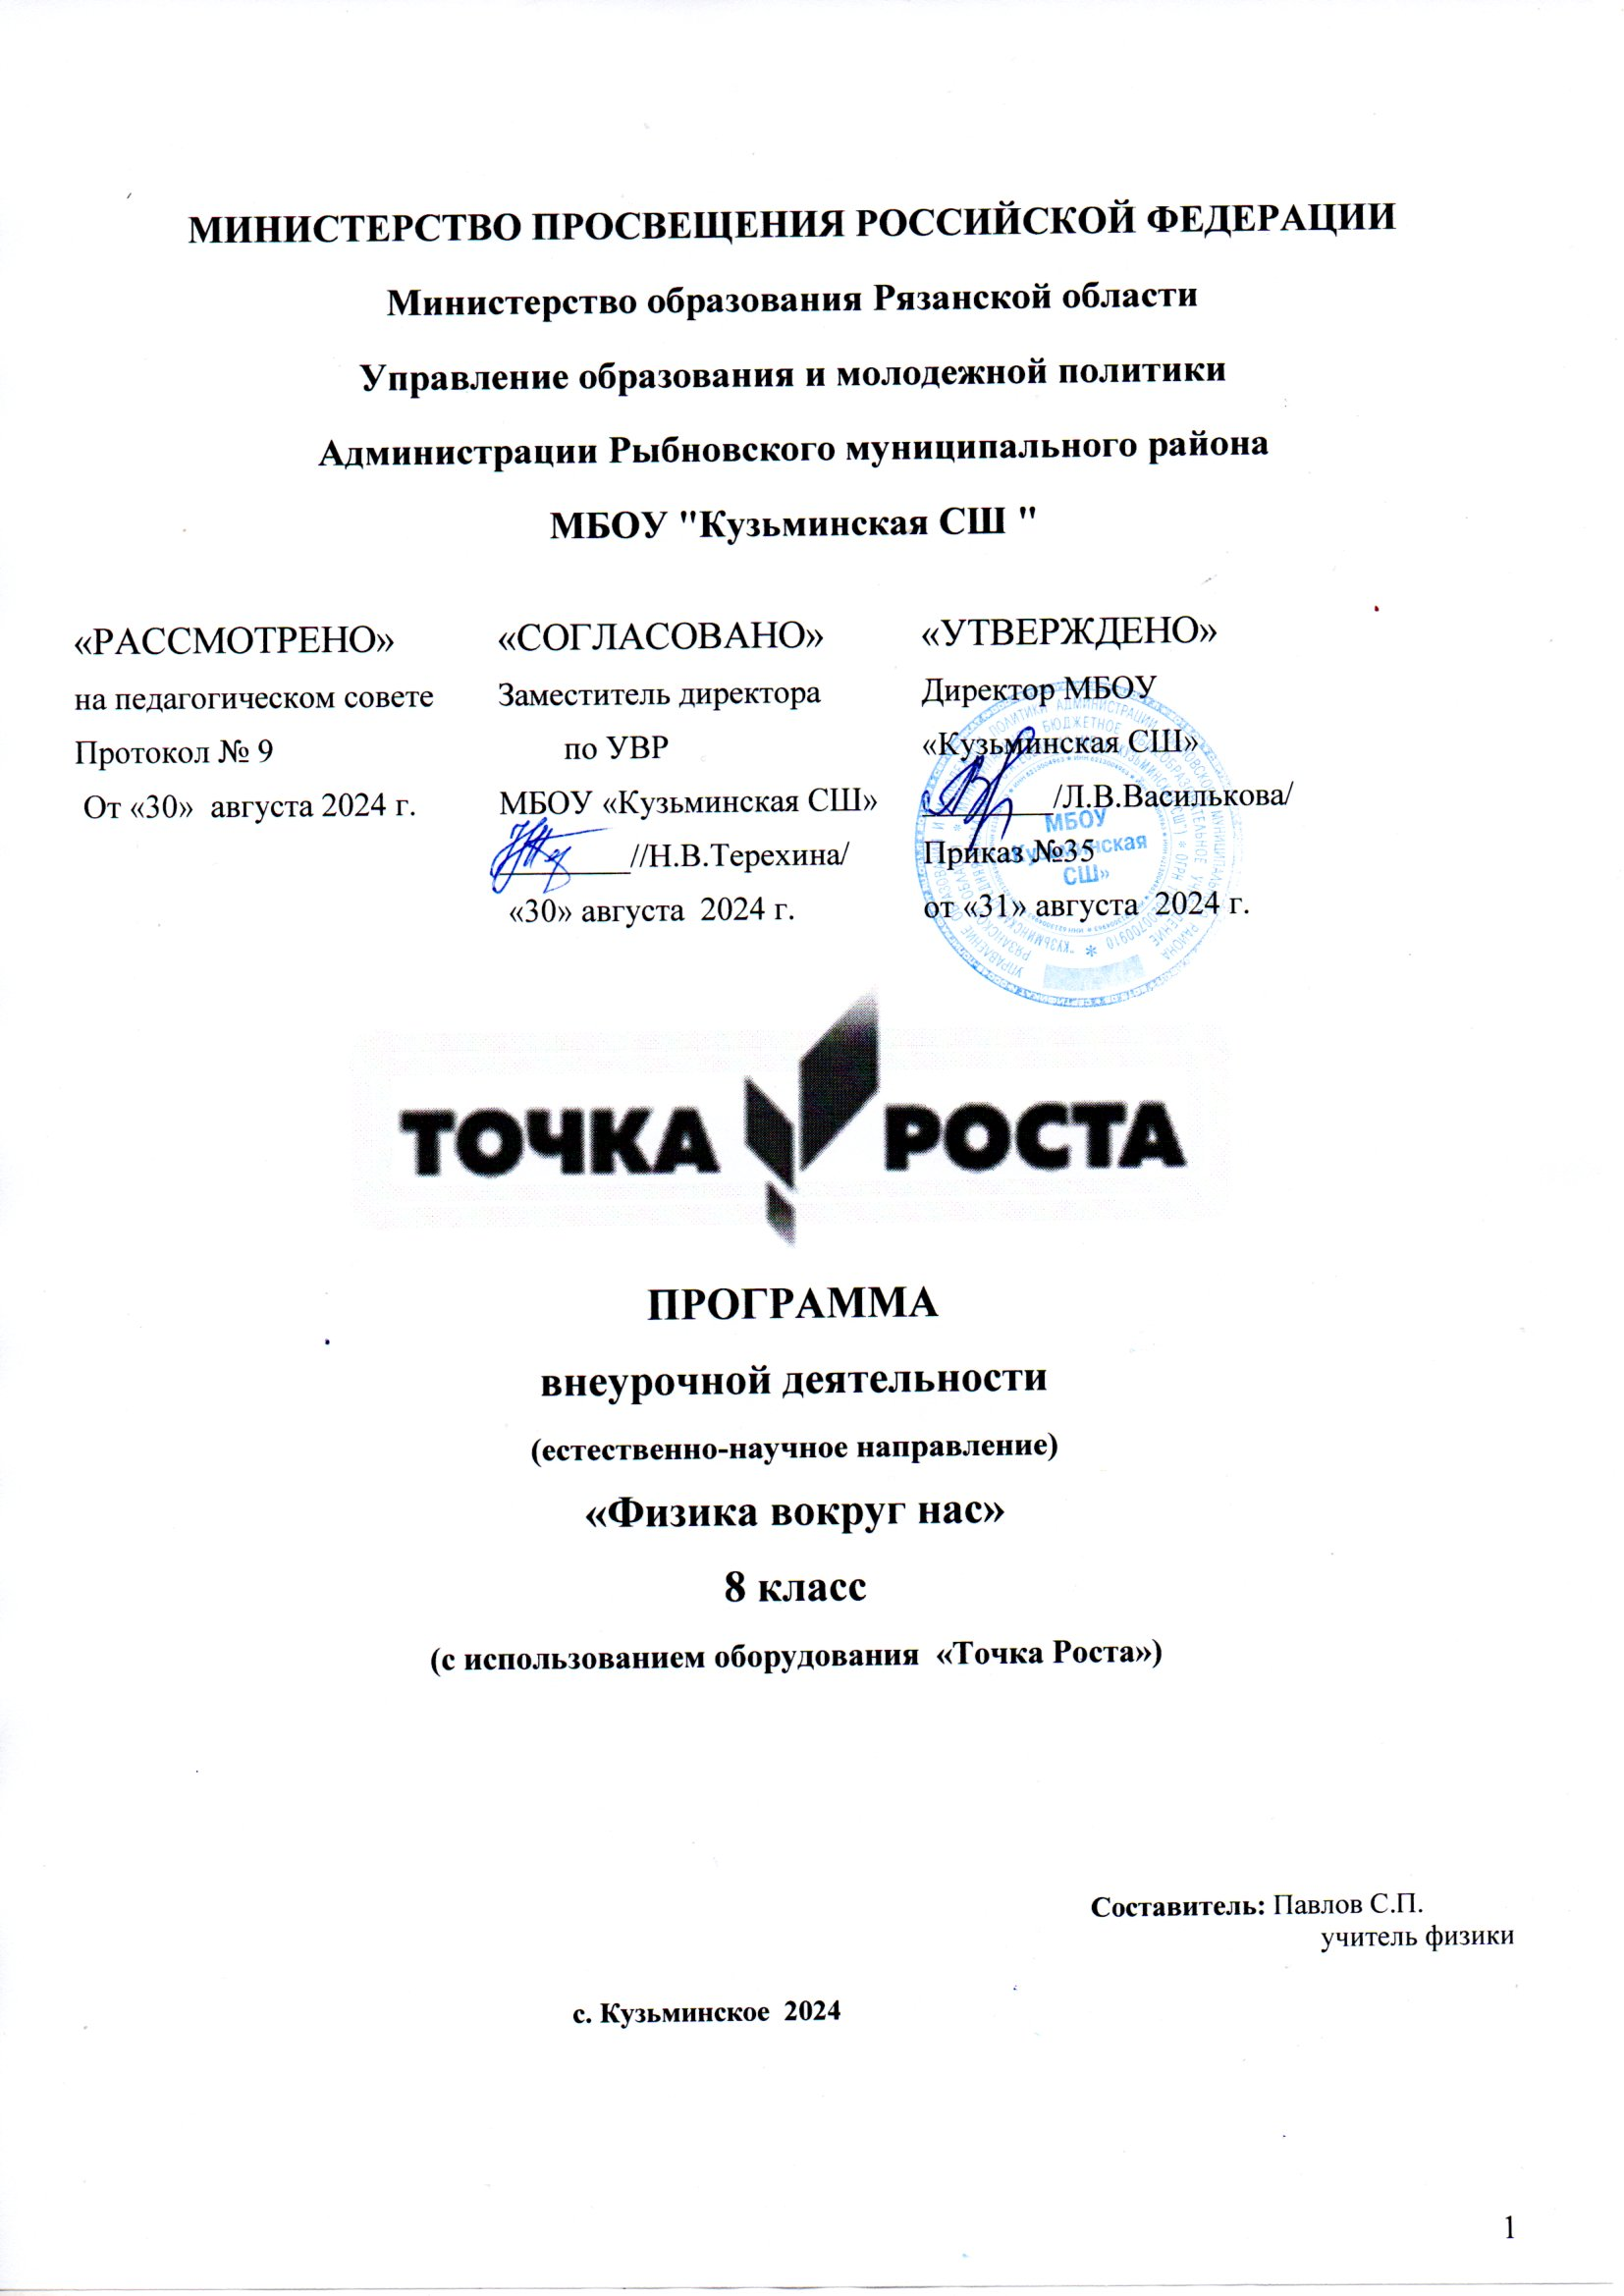 МИНИСТЕРСТВО ПРОСВЕЩЕНИЯ РОССИЙСКОЙ ФЕДЕРАЦИИ
Министерство образования Рязанской области
Управление образования и молодежной политики
Администрации Рыбновского муниципального района
МБОУ "Кузьминская СШ "
«РАССМОТРЕНО»
на педагогическом совете
Протокол № 9
От «30» августа 2024 г.
«СОГЛАСОВАНО»
Заместитель директора
по УВР
МБОУ «Кузьминская СШ»
________//Н.В.Терехина/
«30» августа 2024 г.
«УТВЕРЖДЕНО»
Директор МБОУ
«Кузьминская СШ»
________/Л.В.Василькова/
Приказ №35
от «31» августа 2024 г.
МБОУ
Кузьминская
СШ»
ТОЧКА РОСТА
ПРОГРАММА
внеурочной деятельности
(естественно-научное направление)
«Физика вокруг нас»
8 класс
(с использованием оборудования «Точка Роста»)
Составитель: Павлов С.П.
учитель физики
с. Кузьминское 2024
1